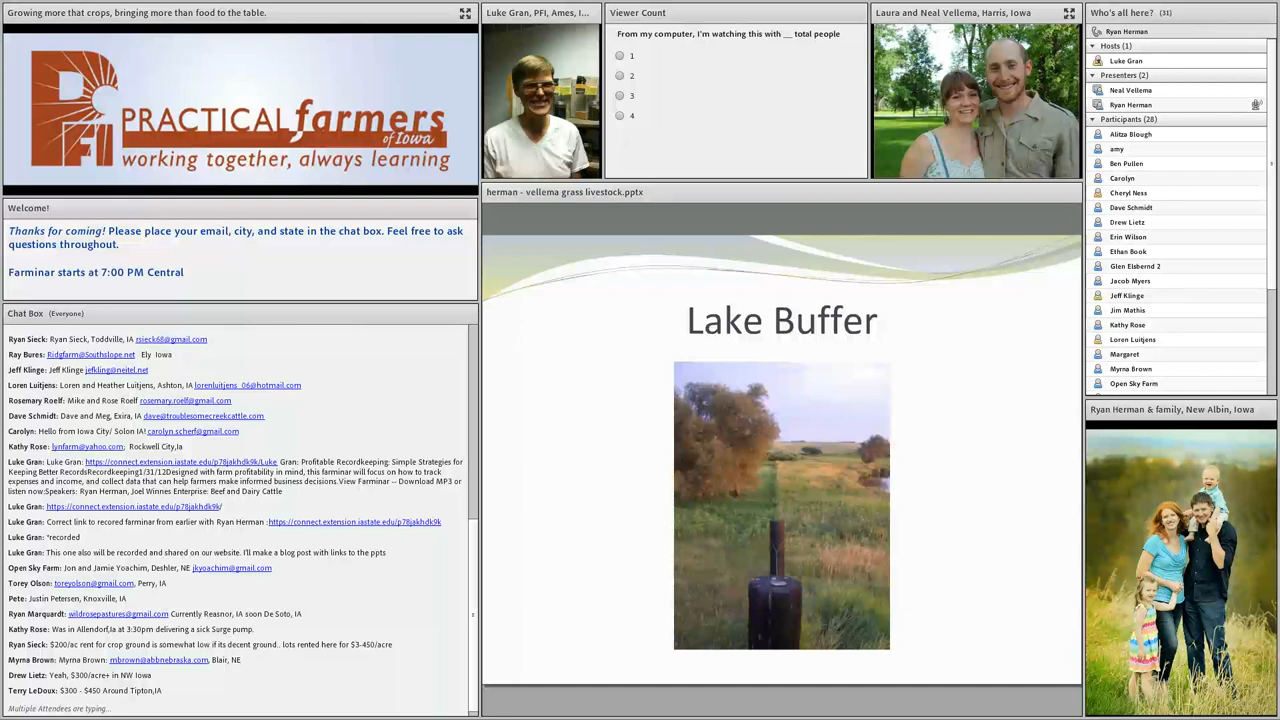 Growing more that crops, bringing more than food to the table.
PRACTICAL farmers
of Iowa
working together, always learning
Welcome!
Thanks for coming! Please place your email, city, and state in the chat box. Feel free to ask
questions throughout.
Farminar starts at 7:00 PM Central
Chat Box (Everyone)
Ryan Sieck: Ryan Sieck, Toddville, IA rsieck68@gmail.com
Ray Bures: Ridgfarm@Southslope.net Ely Iowa
Jeff Klinge: Jeff Klinge jefkling@neitel.net
Loren Luitjens: Loren and Heather Luitjens, Ashton, IA lorenluitjens_06@hotmail.com
Rosemary Roelf: Mike and Rose Roelf rosemary.roelf@gmail.com
Dave Schmidt: Dave and Meg, Exira, IA dave@troublesomecreekcattle.com
Carolyn: Hello from Iowa City/ Solon IA! carolyn.scherf@gmail.com
Kathy Rose: lynfarm@yahoo.com; Rockwell City,Ia
Luke Gran: Luke Gran: https://connect.extension.iastate.edu/p78jakhdk9k/Luke Gran: Profitable Recordkeeping: Simple Strategies for
Keeping Better RecordsRecordkeeping1/31/12Designed with farm profitability in mind, this farminar will focus on how to track
expenses and income, and collect data that can help farmers make informed business decisions.View Farminar -- Download MP3 or
listen now:Speakers: Ryan Herman, Joel Winnes Enterprise: Beef and Dairy Cattle
Luke Gran: https://connect.extension.iastate.edu/p78jakhdk9k/
Luke Gran: Correct link to recored farminar from earlier with Ryan Herman :https://connect.extension.iastate.edu/p78jakhdk9k
Luke Gran: *recorded
Luke Gran: This one also will be recorded and shared on our website. I'll make a blog post with links to the ppts
Open Sky Farm: Jon and Jamie Yoachim, Deshler, NE jkyoachim@gmail.com
Torey Olson: toreyolson@gmail.com, Perry, IA
Pete: Justin Petersen, Knoxville, IA
Ryan Marquardt: wildrosepastures@gmail.com Currently Reasnor, IA soon De Soto, IA
Kathy Rose: Was in Allendorf,Ia at 3:30pm delivering a sick Surge pump.
Ryan Sieck: $200/ac rent for crop ground is somewhat low if its decent ground.. lots rented here for $3-450/acre
Myrna Brown: Myrna Brown: mbrown@abbnebraska.com, Blair, NE
Drew Lietz: Yeah, $300/acre+ in NW Iowa
Terry LeDoux: $300 - $450 Around Tipton,IA
Multiple Attendees are typing...
Luke Gran, PFI, Ames, I...
Viewer Count
From my computer, I'm watching this with __ total people
1
2
3
4
Laura and Neal Vellema, Harris, Iowa
herman - vellema grass livestock.pptx
Lake Buffer
Who's all here? (31)
Ryan Herman
Hosts (1)
Luke Gran
Presenters (2)
Neal Vellema
Ryan Herman
Participants (28)
Alitza Blough
amy
Ben Pullen
Carolyn
Cheryl Ness
Dave Schmidt
Drew Lietz
Erin Wilson
Ethan Book
Glen Elsbernd 2
Jacob Myers
Jeff Klinge
Jim Mathis
Kathy Rose
Loren Luitjens
Margaret
Myrna Brown
Open Sky Farm
Ryan Herman & family, New Albin, Iowa